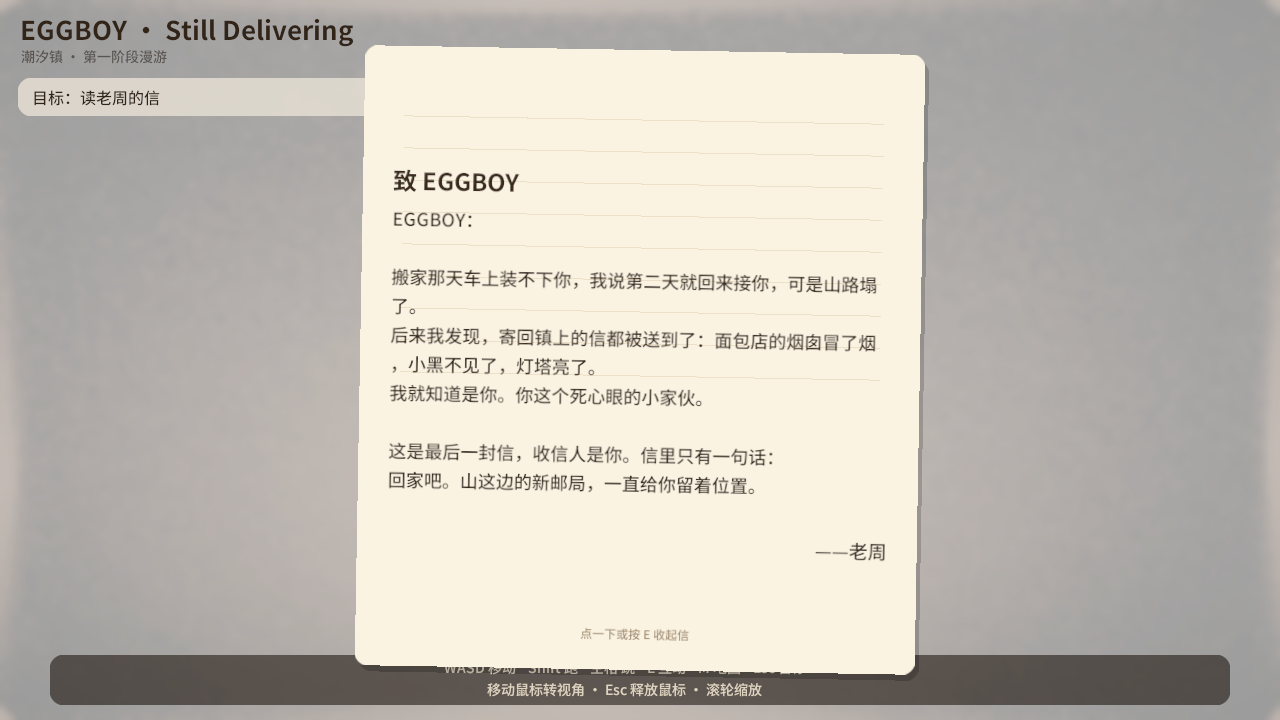 EGGBOY · Still Delivering
潮汐镇 · 第一阶段漫游
目标：读老周的信
致 EGGBOY
EGGBOY：
搬家那天车上装不下你，我说第二天就回来接你，可是山路塌
了。
后来我发现，寄回镇上的信都被送到了：面包店的烟囱冒了烟
，小黑不见了，灯塔亮了。
我就知道是你。你这个死心眼的小家伙。
这是最后一封信，收信人是你。信里只有一句话：
回家吧。山这边的新邮局，一直给你留着位置。
——老周
点一下或按 E 收起信
WASD 移动 · Shift 跑
移动鼠标转视角 · Esc 释放鼠标 · 滚轮缩放